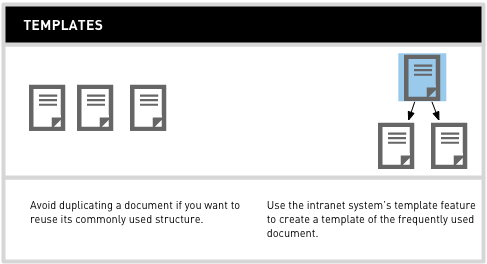 TEMPLATES
Avoid duplicating a document if you want to
reuse its commonly used structure.
Use the intranet system's template feature
to create a template of the frequently used
document.